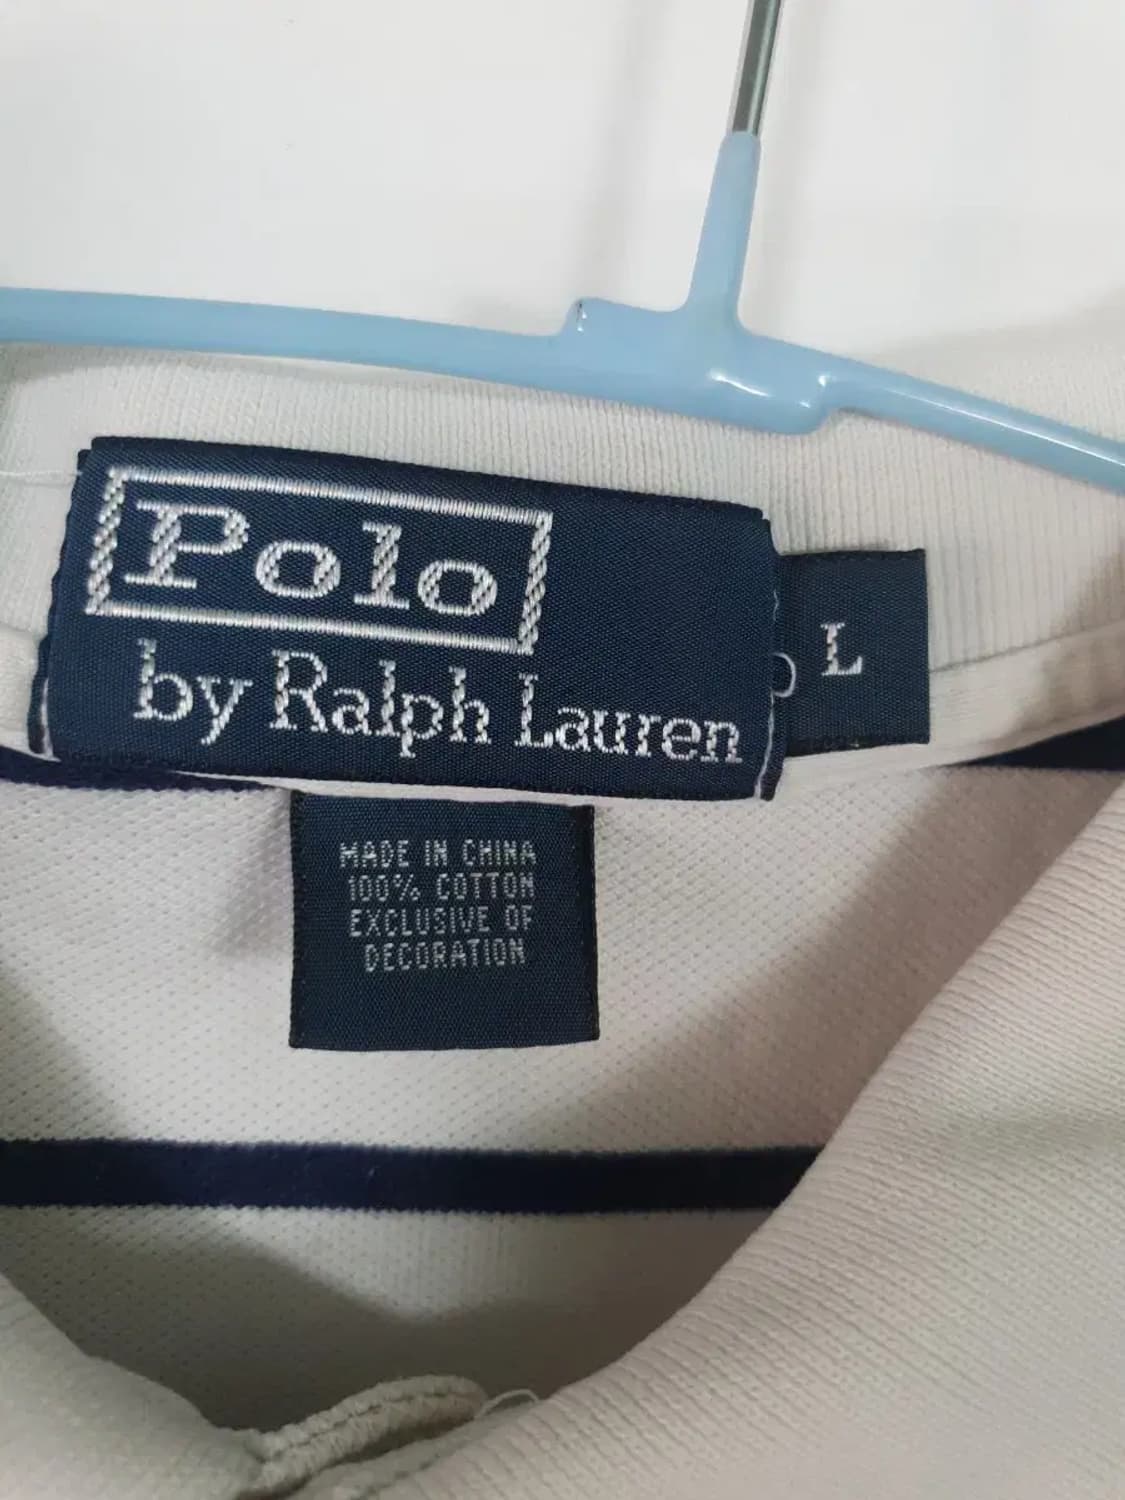 Polo
by Ralph Lauren
L
MADE IN CHINA
100% COTTON
EXCLUSIVE OF
DECORATION